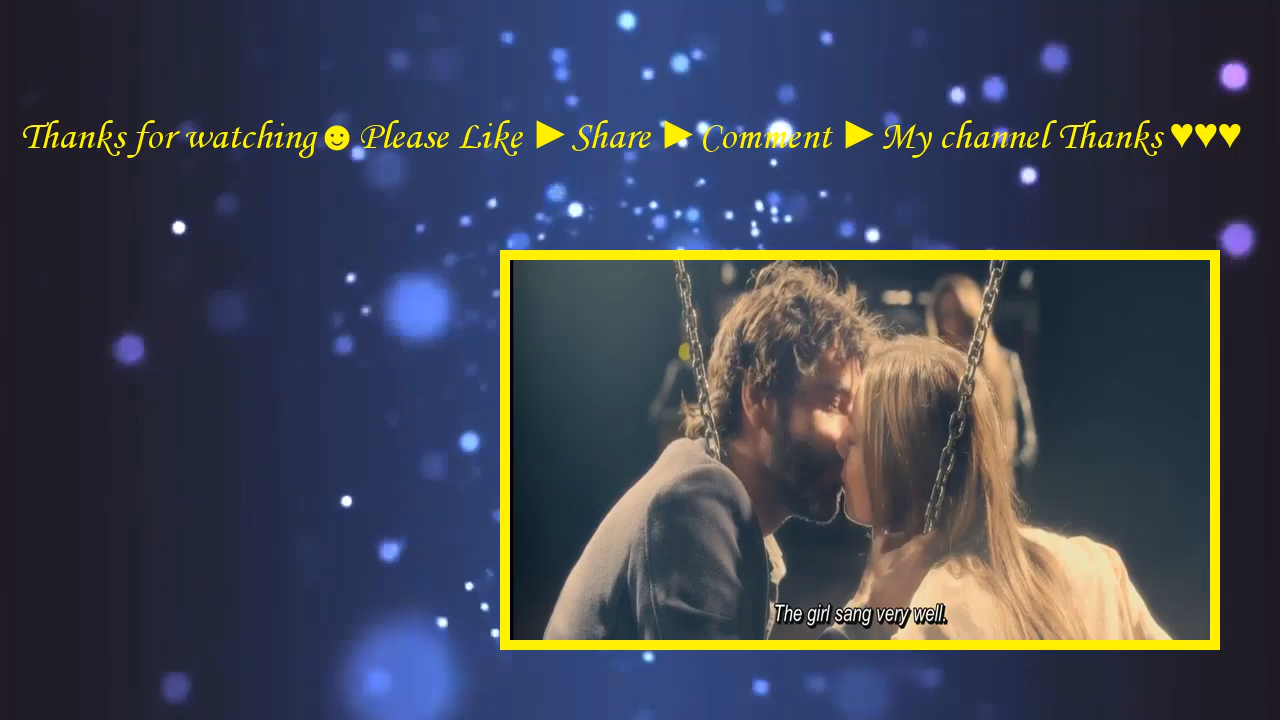 Thanks for watching☻Please Like ► Share ► Comment ► My channel Thanks ♥♥♥
The girl sang very well.